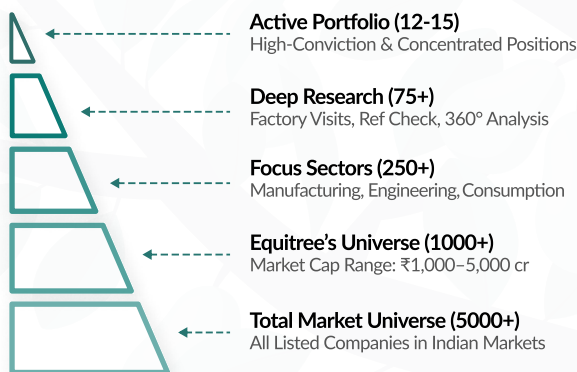 Active Portfolio (12-15)
High-Conviction & Concentrated Positions
Deep Research (75+)
Factory Visits, Ref Check, 360° Analysis
Focus Sectors (250+)
Manufacturing, Engineering, Consumption
Equitree's Universe (1000+)
Market Cap Range: ₹1,000–5,000 cr
Total Market Universe (5000+)
All Listed Companies in Indian Markets